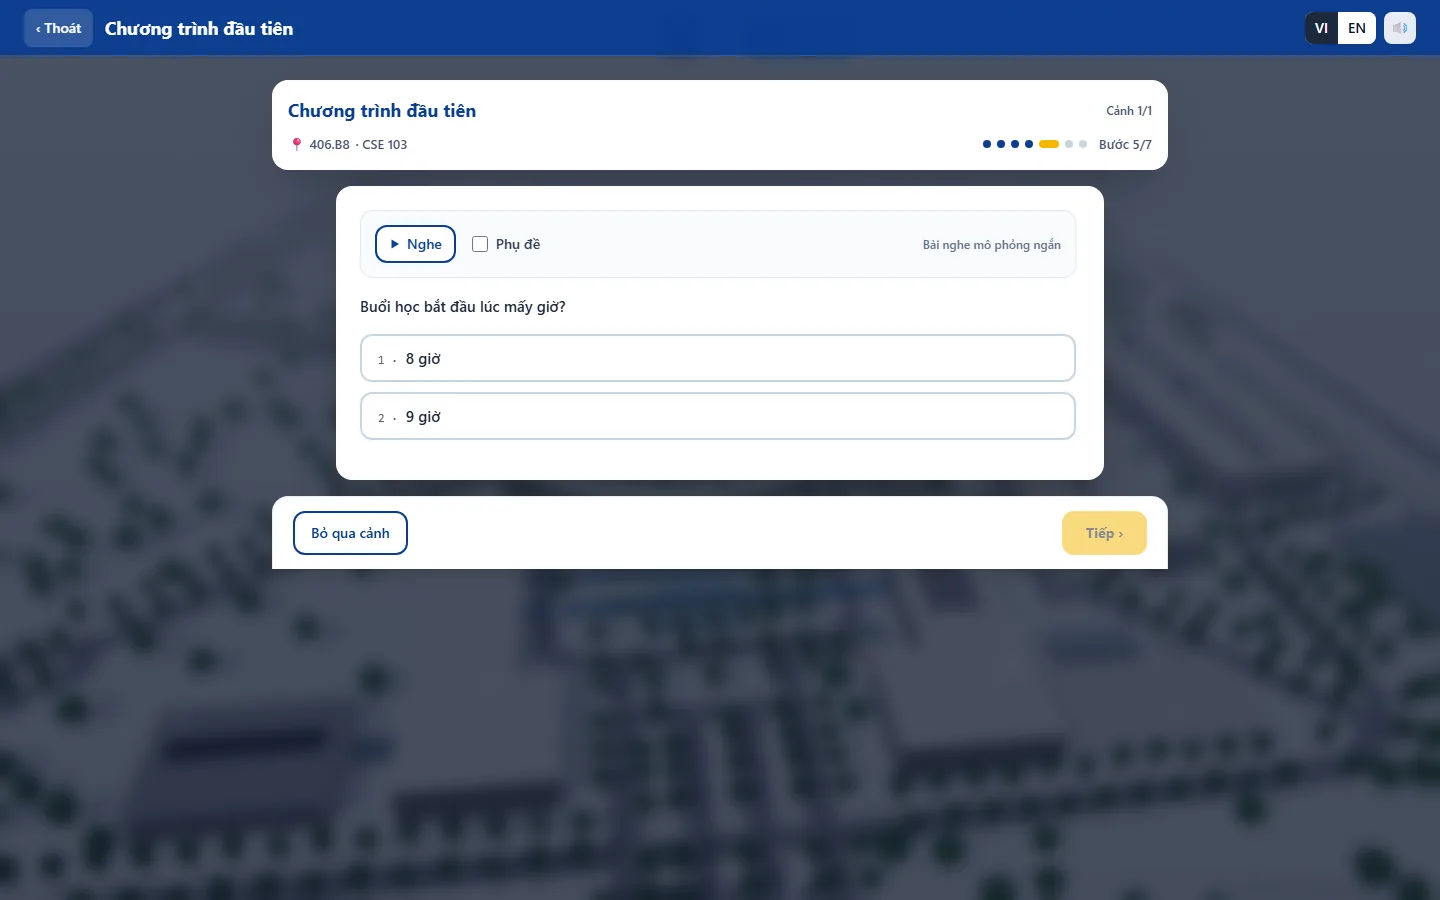 ‹ Thoát
Chương trình đầu tiên
VI EN
Chương trình đầu tiên
Cảnh 1/1
406.B8 · CSE 103
Bước 5/7
Nghe
Phụ đề
Bài nghe mô phỏng ngắn
Buổi học bắt đầu lúc mấy giờ?
1 · 8 giờ
2 · 9 giờ
Bỏ qua cảnh
Tiếp ›